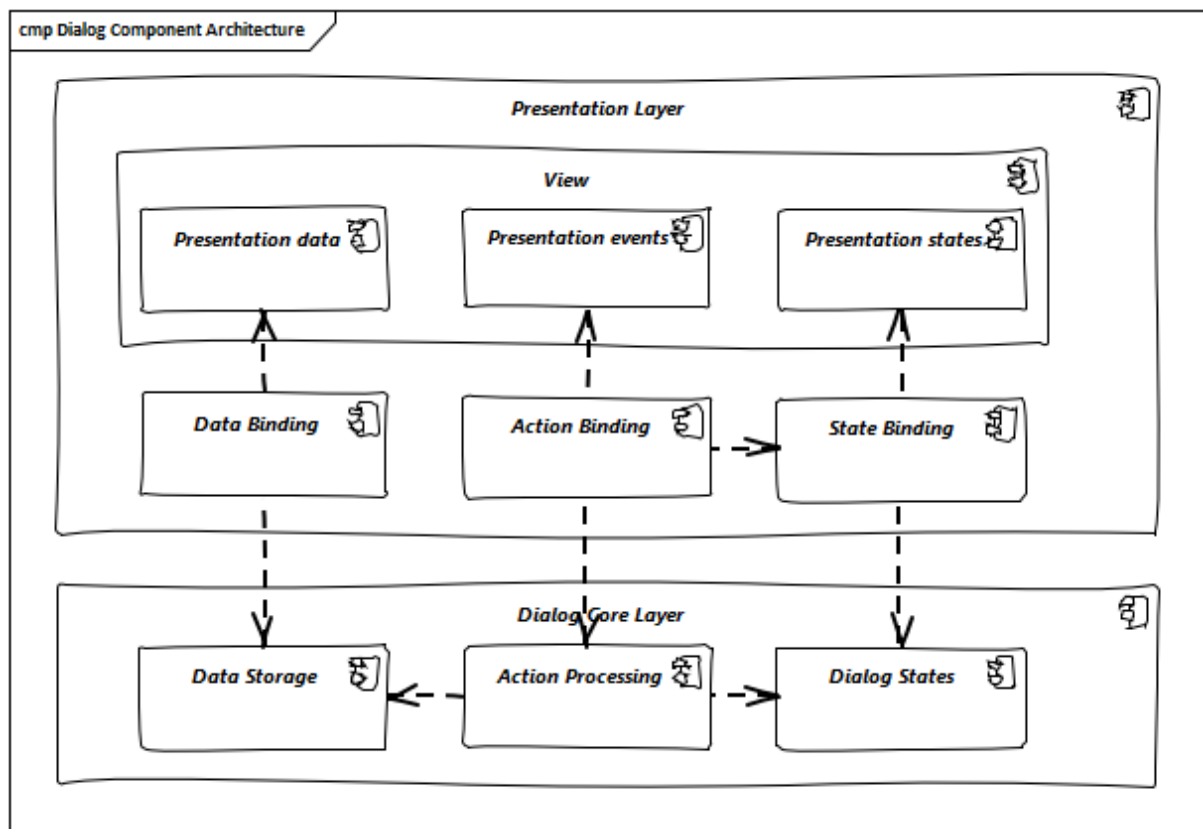 cmp Dialog Component Architecture
Presentation Layer
View
Presentation data
Presentation events
Presentation states
Data Binding
Action Binding
State Binding
Dialog Core Layer
Data Storage
Action Processing
Dialog States